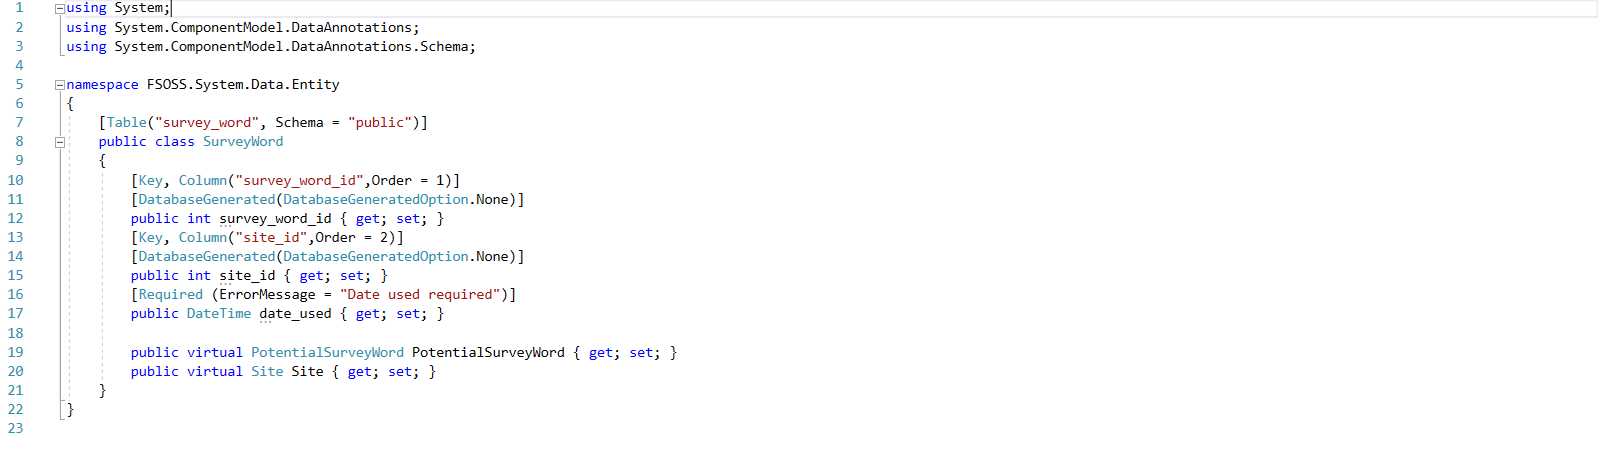 1 using System;
2 using System.ComponentModel.DataAnnotations;
3 using System.ComponentModel.DataAnnotations.Schema;
4
5 namespace FSOSS.System.Data.Entity
6 {
7     [Table("survey_word", Schema = "public")]
8     public class SurveyWord
9     {
10         [Key, Column("survey_word_id",Order = 1)]
11         [DatabaseGenerated(DatabaseGeneratedOption.None)]
12         public int survey_word_id { get; set; }
13         [Key, Column("site_id",Order = 2)]
14         [DatabaseGenerated(DatabaseGeneratedOption.None)]
15         public int site_id { get; set; }
16         [Required (ErrorMessage = "Date used required")]
17         public DateTime date_used { get; set; }
18
19         public virtual PotentialSurveyWord PotentialSurveyWord { get; set; }
20         public virtual Site Site { get; set; }
21     }
22 }
23